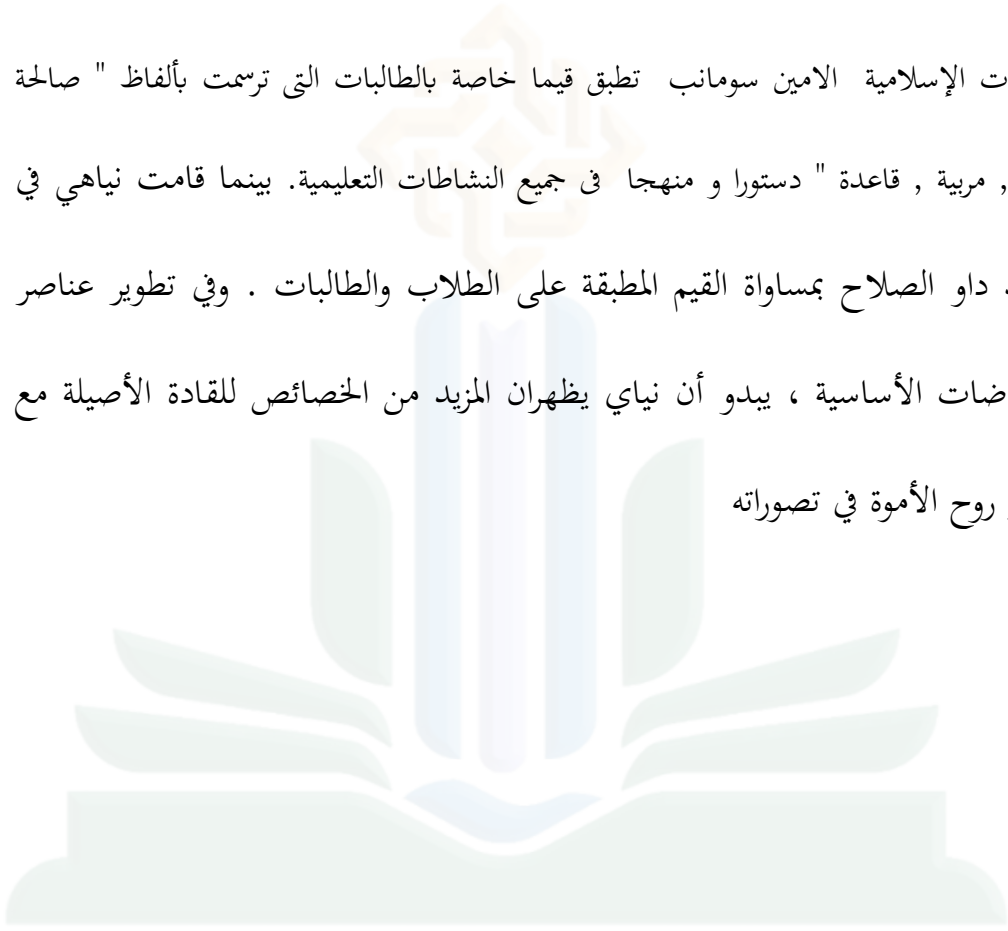 ت الإسلامية الامين سومانب تطبق قيما خاصة بالطالبات التى ترسمت بألفاظ " صالحة
, مربية , قاعدة " دستورا و منهجا فى جميع النشاطات التعليمية. بينما قامت نياهي في
داو الصلاح بمساواة القيم المطبقة على الطلاب والطالبات . وفي تطوير عناصر
ضات الأساسية ، يبدو أن نياي يظهران المزيد من الخصائص للقادة الأصيلة مع
روح الأموة في تصوراته